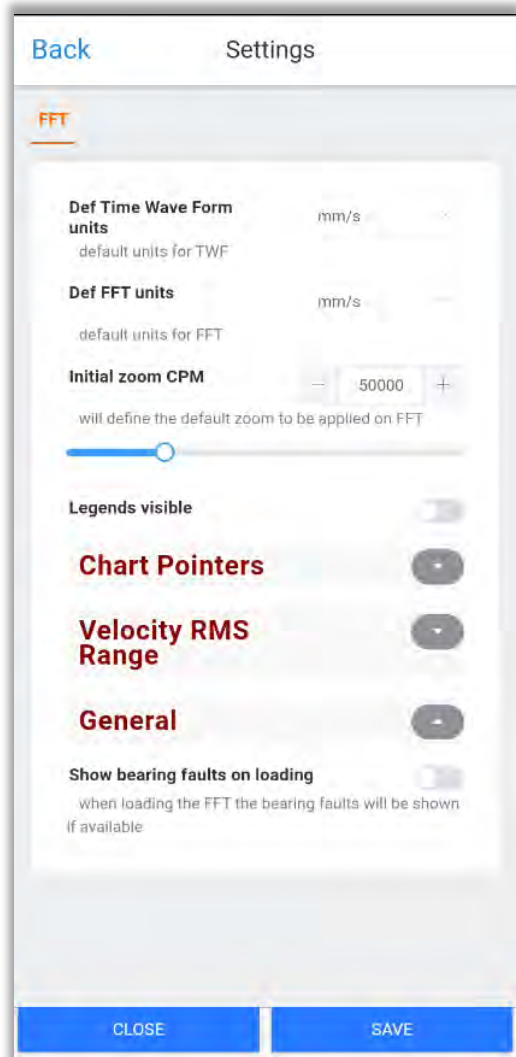 Back Settings
FFT
Def Time Wave Form mm/s
units
default units for TWF
Def FFT units mm/s
default units for FFT
Initial zoom CPM − 50000 +
will define the default zoom to be applied on FFT
Legends visible
Chart Pointers
Velocity RMS
Range
General
Show bearing faults on loading
when loading the FFT the bearing faults will be shown
if available
CLOSE SAVE